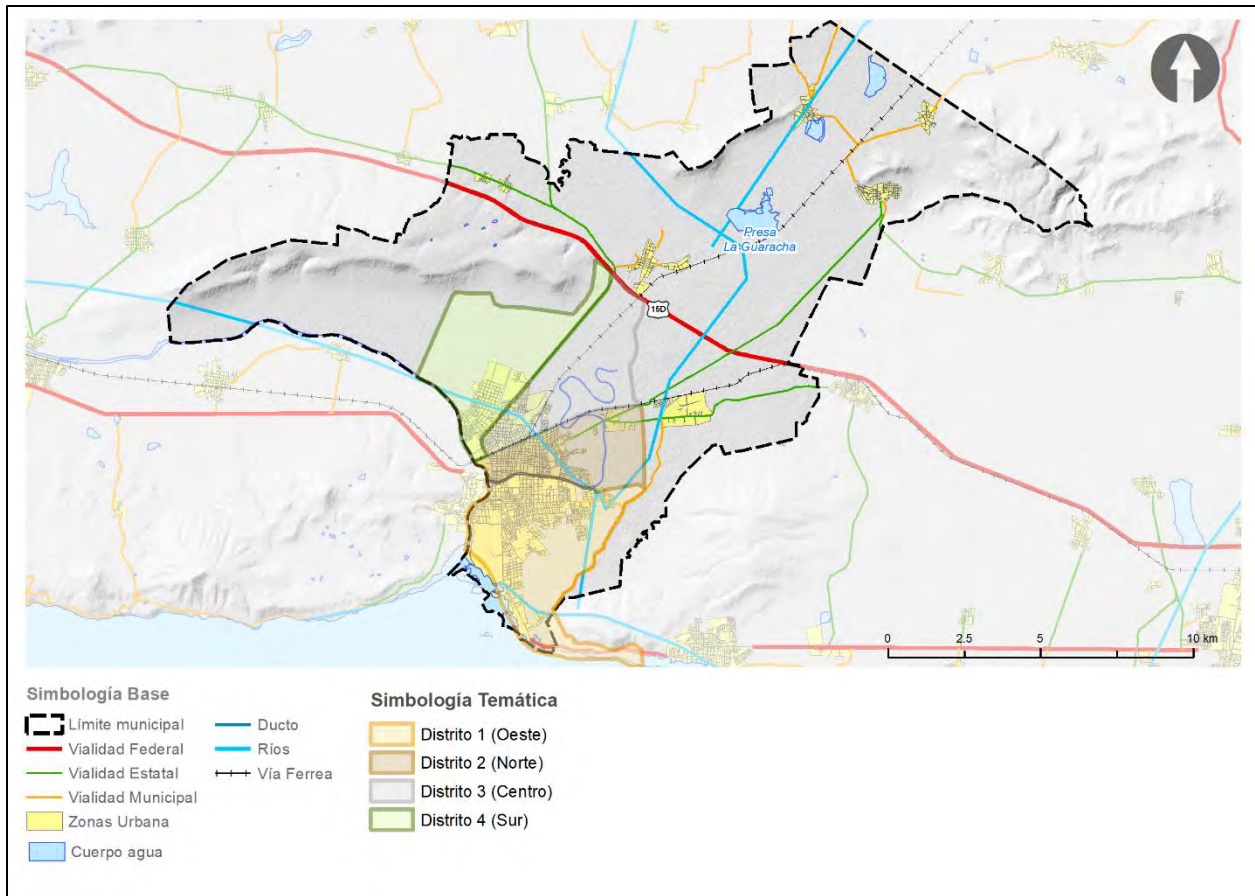 Presa
La Guaracha
15D
0 2.5 5 10 km
Simbología Base
Límite municipal
Vialidad Federal
Vialidad Estatal
Vialidad Municipal
Zonas Urbana
Cuerpo agua
Ducto
Ríos
Vía Ferrea
Simbología Temática
Distrito 1 (Oeste)
Distrito 2 (Norte)
Distrito 3 (Centro)
Distrito 4 (Sur)